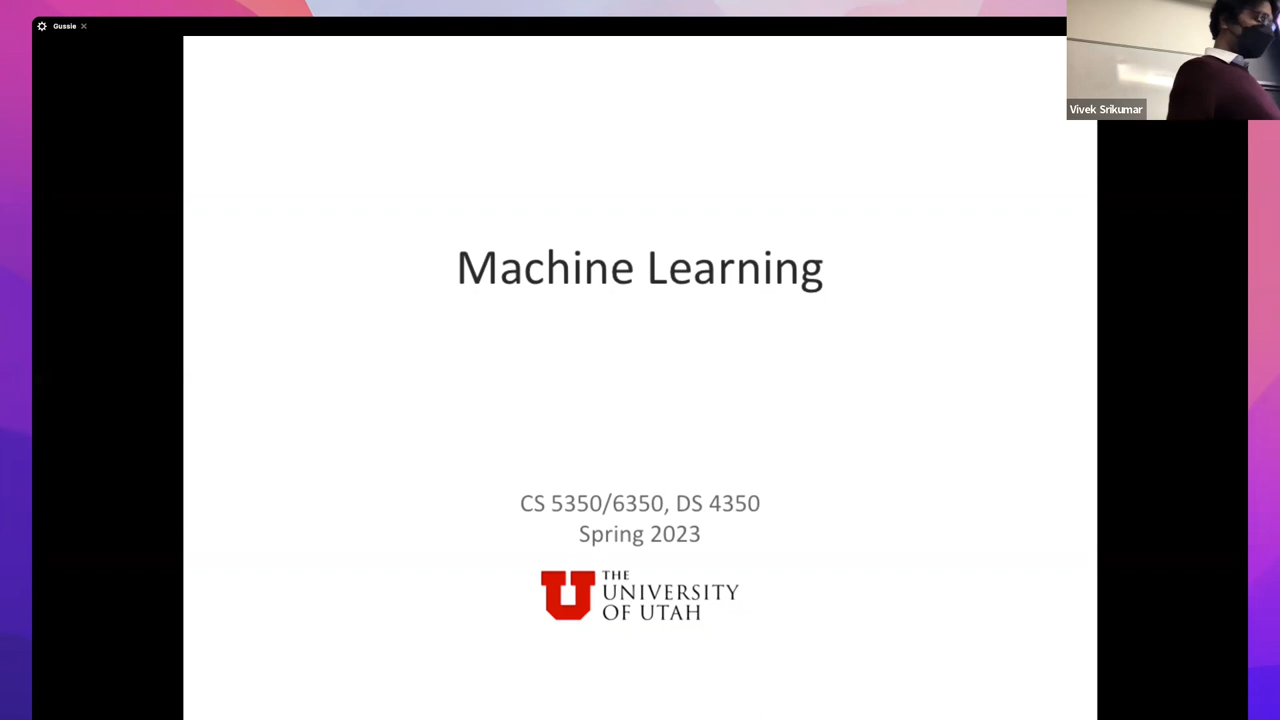 Gussie
Vivek Srikumar
Machine Learning
CS 5350/6350, DS 4350
Spring 2023
THE
UNIVERSITY
OF UTAH